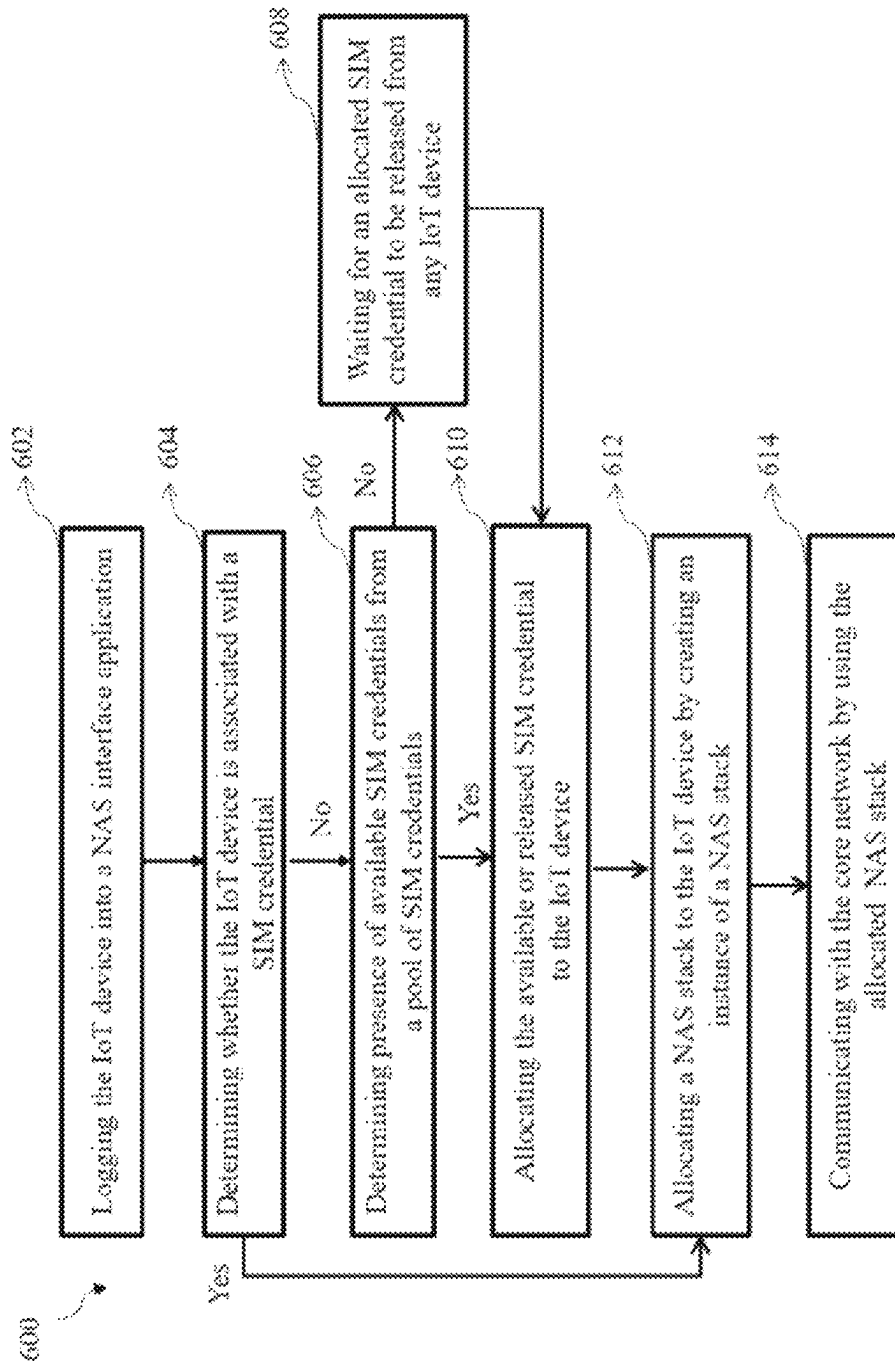 600
602
Logging the IoT device into a NAS interface application
604
Determining whether the IoT device is associated with a
SIM credential
Yes
No
606
Determining presence of available SIM credentials from
a pool of SIM credentials
No
608
Waiting for an allocated SIM
credential to be released from
any IoT device
Yes
610
Allocating the available or released SIM credential
to the IoT device
612
Allocating a NAS stack to the IoT device by creating an
instance of a NAS stack
614
Communicating with the core network by using the
allocated NAS stack